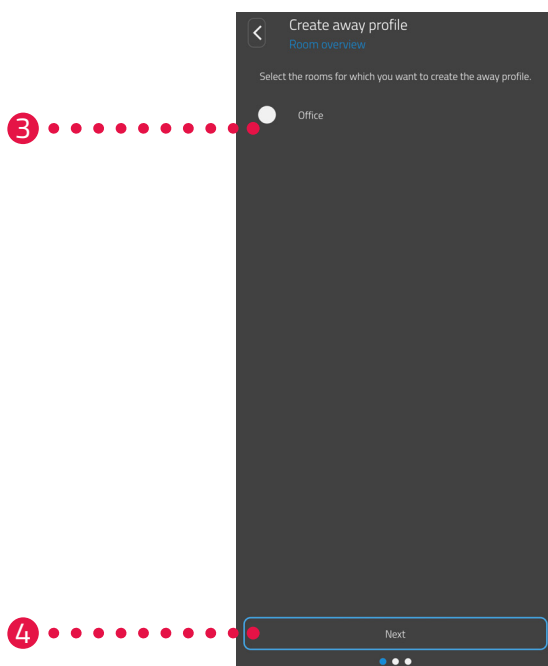 Create away profile
Room overview
Select the rooms for which you want to create the away profile.
3
Office
4
Next